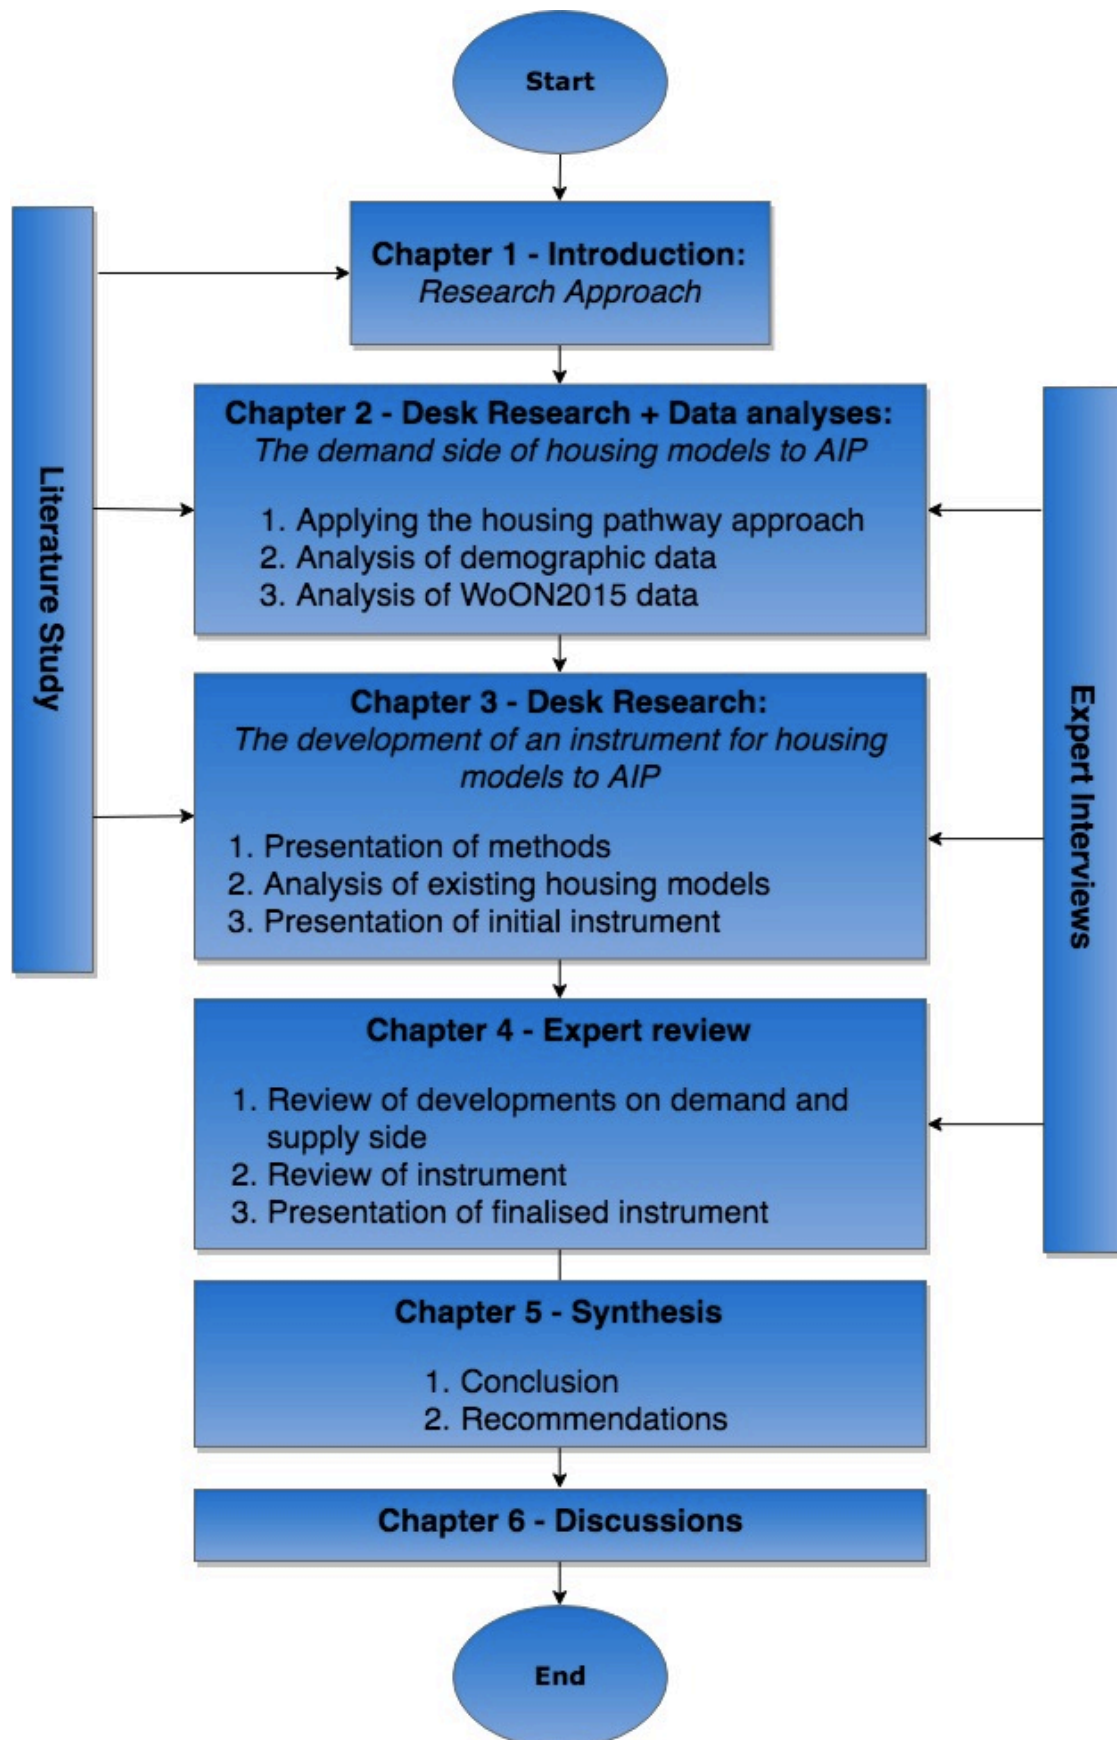 Start
Chapter 1 - Introduction:
Research Approach
Literature Study
Chapter 2 - Desk Research + Data analyses:
The demand side of housing models to AIP
1. Applying the housing pathway approach
2. Analysis of demographic data
3. Analysis of WoON2015 data
Expert Interviews
Chapter 3 - Desk Research:
The development of an instrument for housing
models to AIP
1. Presentation of methods
2. Analysis of existing housing models
3. Presentation of initial instrument
Chapter 4 - Expert review
1. Review of developments on demand and
supply side
2. Review of instrument
3. Presentation of finalised instrument
Chapter 5 - Synthesis
1. Conclusion
2. Recommendations
Chapter 6 - Discussions
End